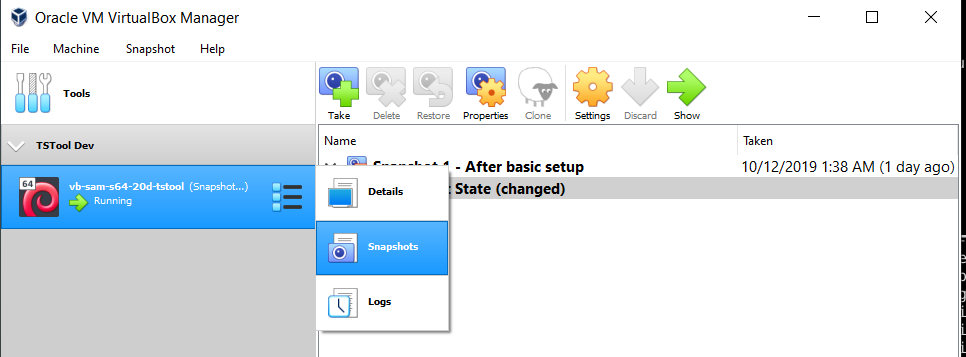 Oracle VM VirtualBox Manager
File Machine Snapshot Help
Tools
Take Delete Restore Properties Clone Settings Discard Show
TSTool Dev
Name Taken
Snapshot 1 - After basic setup 10/12/2019 1:38 AM (1 day ago)
64
vb-sam-s64-20d-tstool (Snapshot...)
Running
Details
State (changed)
Snapshots
Logs